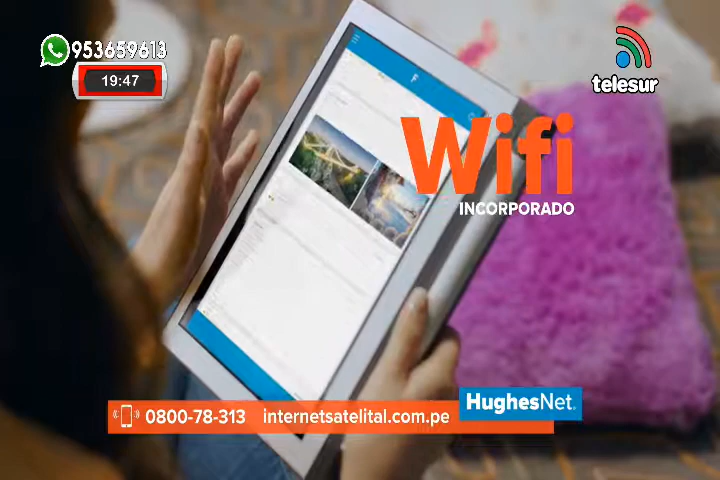 953659613
19:47
telesur
F
Wifi
INCORPORADO
0800-78-313 internetsatelital.com.pe
HughesNet.